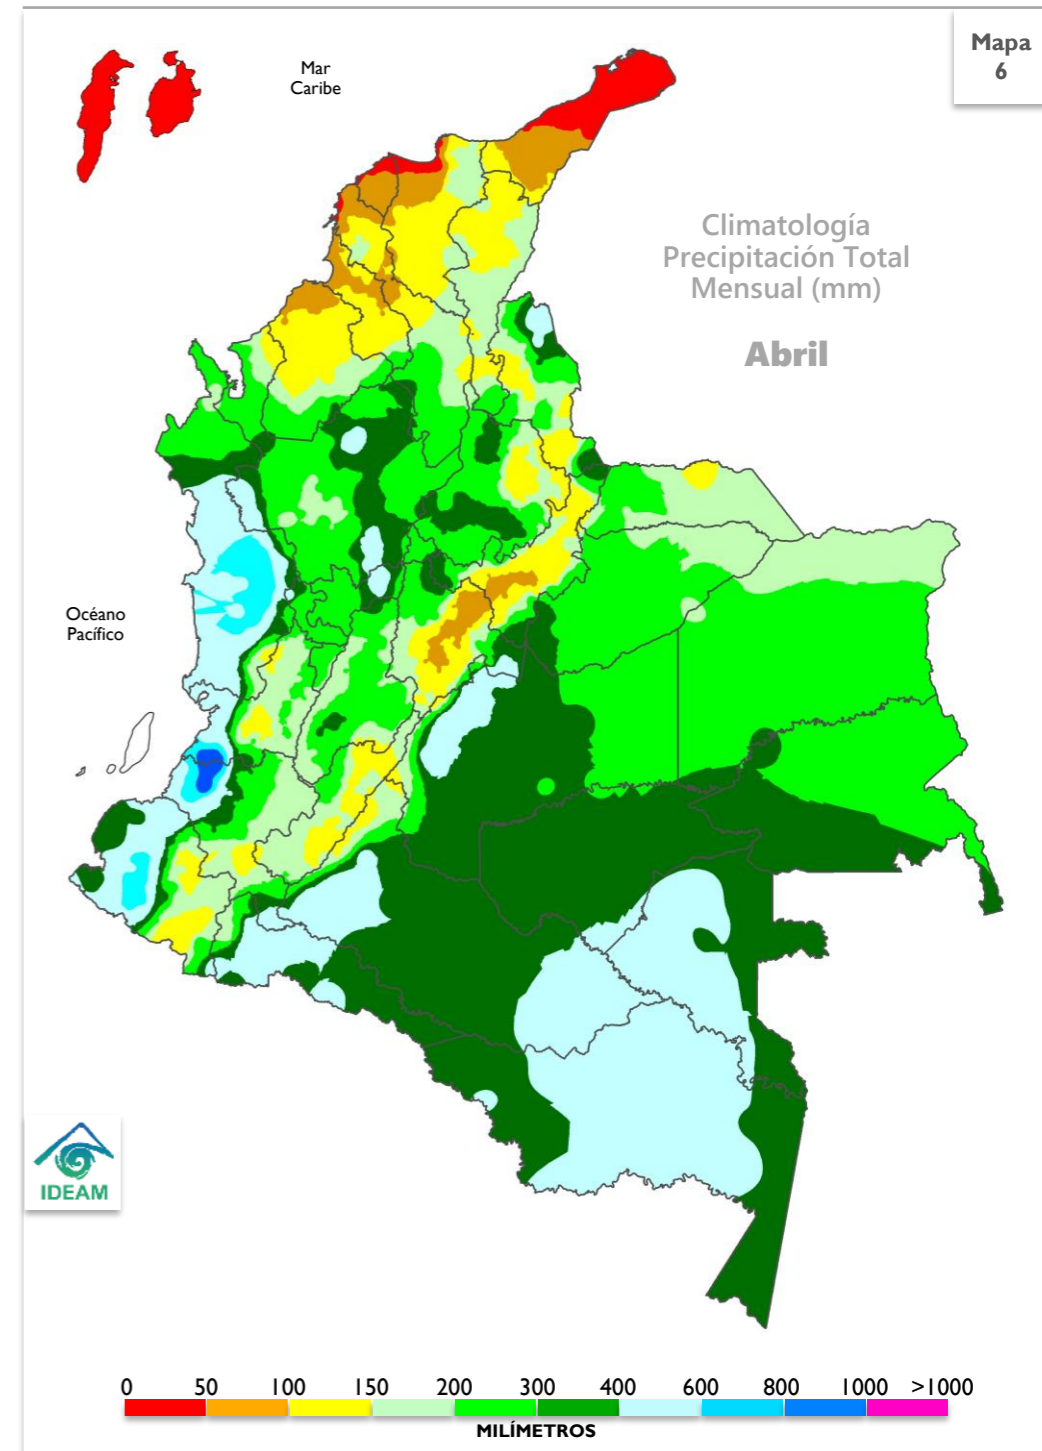 Mapa
6
Mar
Caribe
Climatología
Precipitación Total
Mensual (mm)
Abril
Océano
Pacífico
IDEAM
0 50 100 150 200 300 400 600 800 1000 >1000
MILÍMETROS